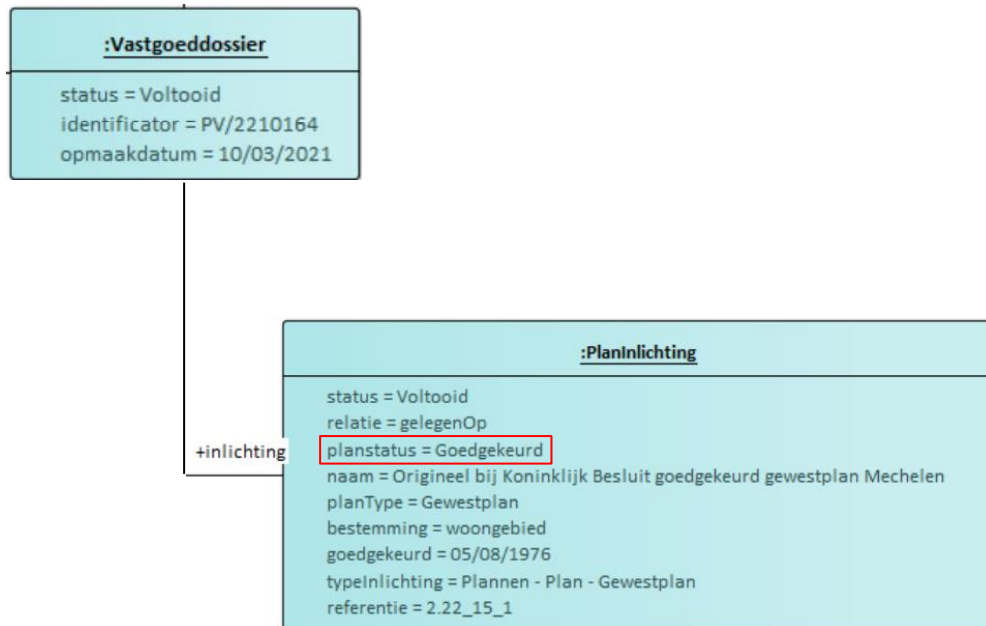 :Vastgoeddossier
status = Voltooid
identificator = PV/2210164
opmaakdatum = 10/03/2021
:PlanInlichting
status = Voltooid
relatie = gelegenOp
+inlichting
planstatus = Goedgekeurd
naam = Origineel bij Koninklijk Besluit goedgekeurd gewestplan Mechelen
planType = Gewestplan
bestemming = woongebied
goedgekeurd = 05/08/1976
typeInlichting = Plannen - Plan - Gewestplan
referentie = 2.22_15_1